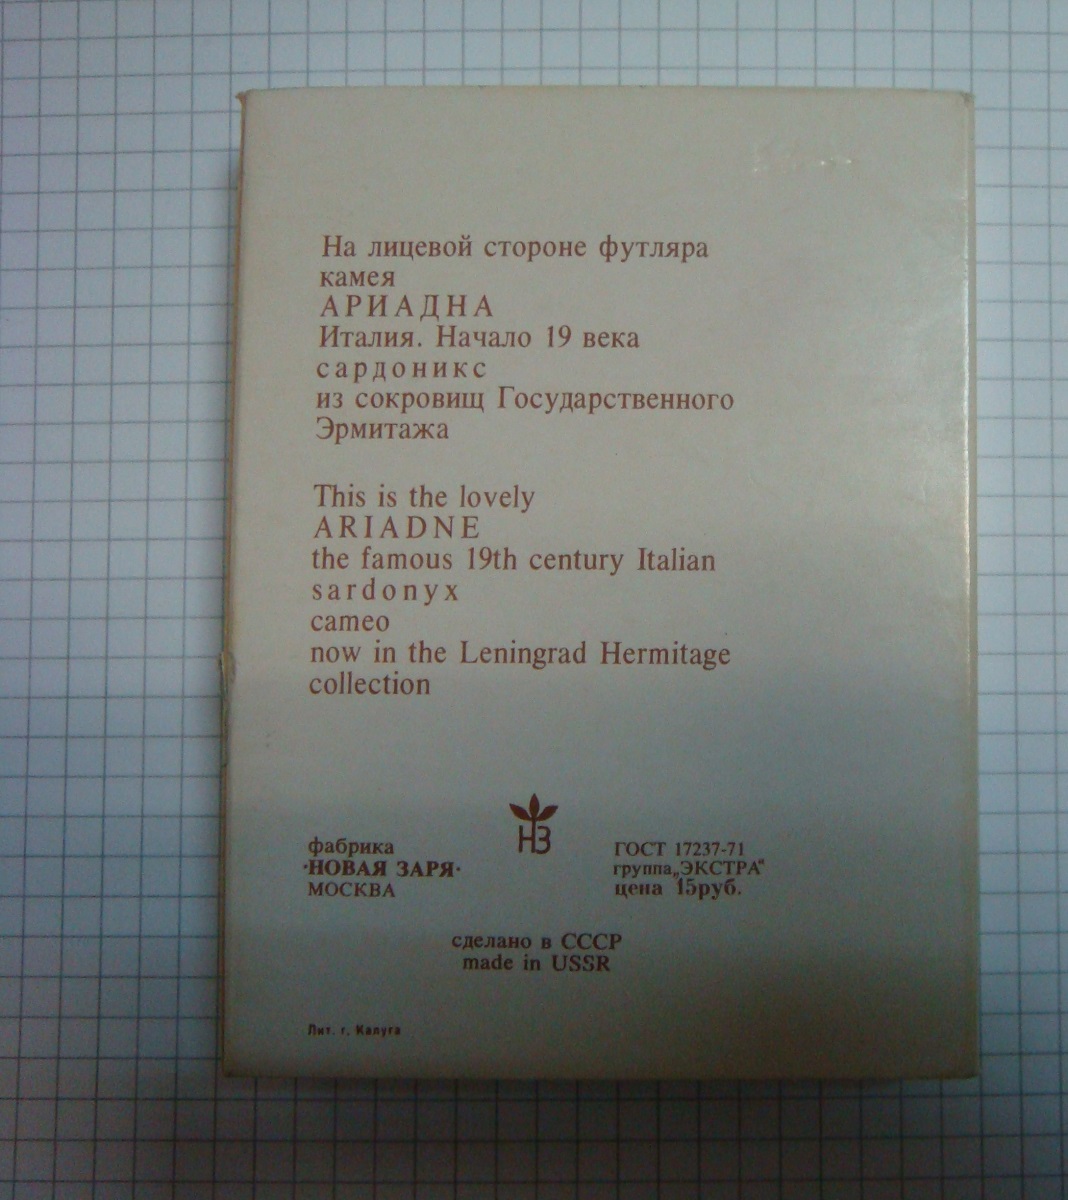 На лицевой стороне футляра
камея
АРИАДНА
Италия. Начало 19 века
сардоникс
из сокровищ Государственного
Эрмитажа
This is the lovely
ARIADNE
the famous 19th century Italian
sardonyx
cameo
now in the Leningrad Hermitage
collection
НЗ
фабрика
·НОВАЯ ЗАРЯ·
МОСКВА
ГОСТ 17237-71
группа„ЭКСТРА“
цена 15руб.
сделано в СССР
made in USSR
Лит. г. Калуга